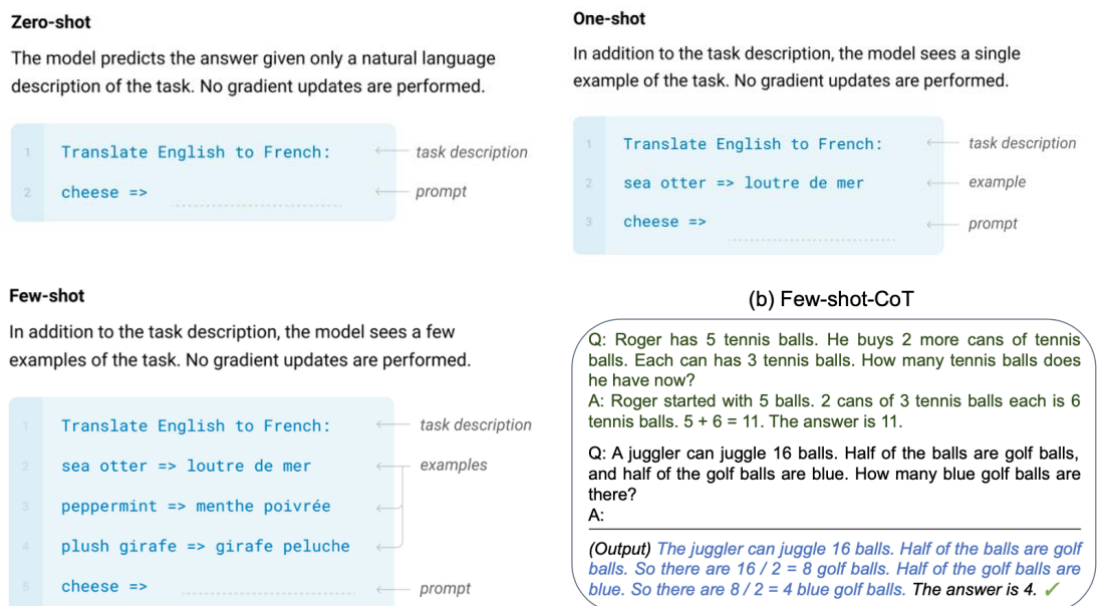 Zero-shot
The model predicts the answer given only a natural language
description of the task. No gradient updates are performed.
1 Translate English to French: task description
2 cheese => prompt
One-shot
In addition to the task description, the model sees a single
example of the task. No gradient updates are performed.
1 Translate English to French: task description
2 sea otter => loutre de mer example
3 cheese => prompt
Few-shot
In addition to the task description, the model sees a few
examples of the task. No gradient updates are performed.
1 Translate English to French: task description
2 sea otter => loutre de mer examples
3 peppermint => menthe poivrée
4 plush girafe => girafe peluche
5 cheese => prompt
(b) Few-shot-CoT
Q: Roger has 5 tennis balls. He buys 2 more cans of tennis
balls. Each can has 3 tennis balls. How many tennis balls does
he have now?
A: Roger started with 5 balls. 2 cans of 3 tennis balls each is 6
tennis balls. 5 + 6 = 11. The answer is 11.
Q: A juggler can juggle 16 balls. Half of the balls are golf balls,
and half of the golf balls are blue. How many blue golf balls are
there?
A:
(Output) The juggler can juggle 16 balls. Half of the balls are golf
balls. So there are 16 / 2 = 8 golf balls. Half of the golf balls are
blue. So there are 8 / 2 = 4 blue golf balls. The answer is 4. ✓